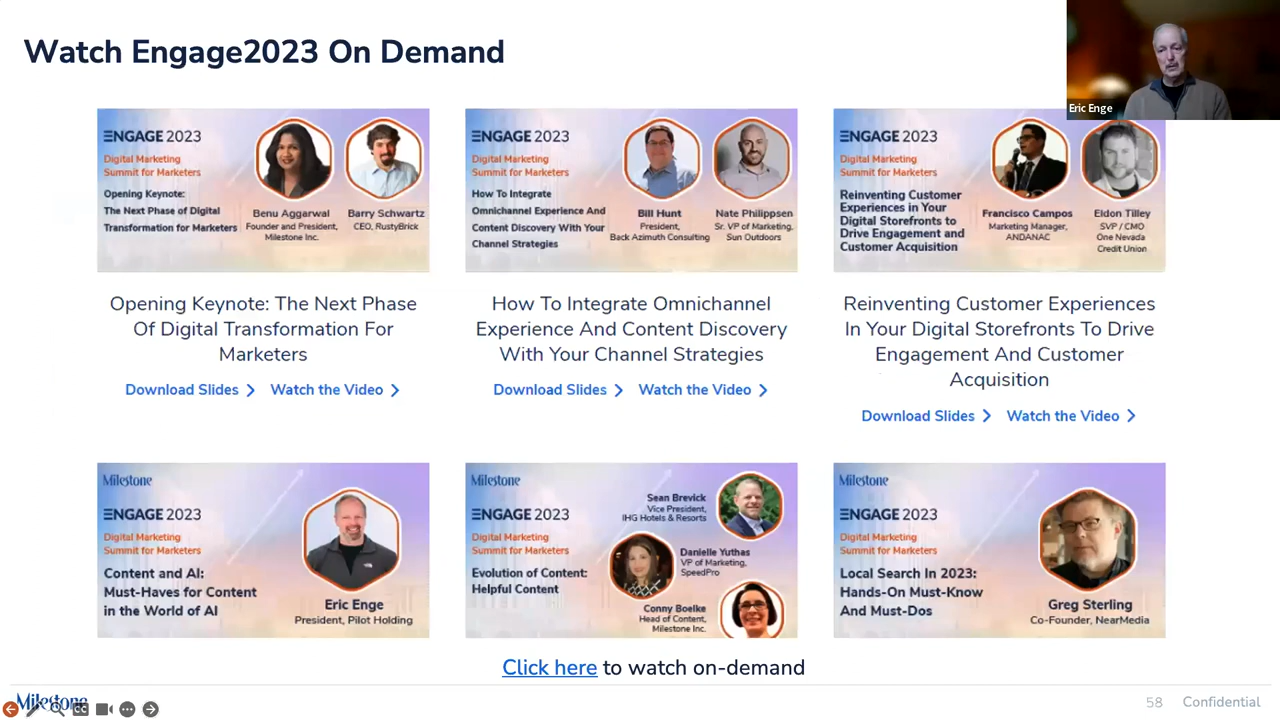 Watch Engage2023 On Demand
Eric Enge
ENGAGE 2023
Digital Marketing
Summit for Marketers
Opening Keynote:
The Next Phase of Digital
Transformation for Marketers
Benu Aggarwal
Founder and President,
Milestone Inc.
Barry Schwartz
CEO, RustyBrick
ENGAGE 2023
Digital Marketing
Summit for Marketers
How To Integrate
Omnichannel Experience And
Content Discovery With Your
Channel Strategies
Bill Hunt
President,
Back Azimuth Consulting
Nate Philippsen
Sr. VP of Marketing,
Sun Outdoors
ENGAGE 2023
Digital Marketing
Summit for Marketers
Reinventing Customer
Experiences in Your
Digital Storefronts to
Drive Engagement and
Customer Acquisition
Francisco Campos
Marketing Manager,
ANDANAC
Eldon Tilley
SVP / CMO
One Nevada
Credit Union
Opening Keynote: The Next Phase
Of Digital Transformation For
Marketers
Download Slides
Watch the Video
How To Integrate Omnichannel
Experience And Content Discovery
With Your Channel Strategies
Download Slides
Watch the Video
Reinventing Customer Experiences
In Your Digital Storefronts To Drive
Engagement And Customer
Acquisition
Download Slides
Watch the Video
Milestone
ENGAGE 2023
Digital Marketing
Summit for Marketers
Content and AI:
Must-Haves for Content
in the World of AI
Eric Enge
President, Pilot Holding
Milestone
ENGAGE 2023
Digital Marketing
Summit for Marketers
Evolution of Content:
Helpful Content
Sean Brevick
Vice President,
IHG Hotels & Resorts
Danielle Yuthas
VP of Marketing,
SpeedPro
Conny Boelke
Head of Content,
Milestone Inc.
Milestone
ENGAGE 2023
Digital Marketing
Summit for Marketers
Local Search In 2023:
Hands-On Must-Know
And Must-Dos
Greg Sterling
Co-Founder, NearMedia
Click here to watch on-demand
Milestone
CC
58
Confidential